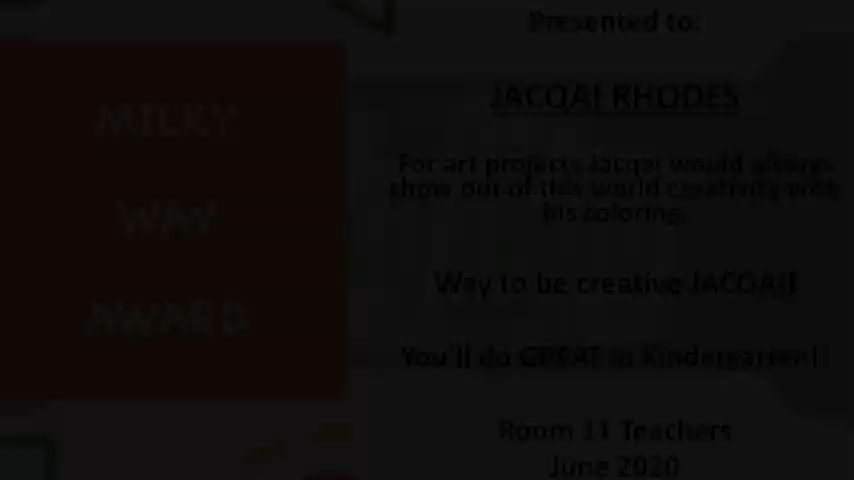 Presented to:
MILKY
WAY
AWARD
JACQAI RHODES
For art projects Jacqai would always
show out of this world creativity with
his coloring.
Way to be creative JACQAI!
You'll do GREAT in Kindergarten!!
Room 11 Teachers
June 2020